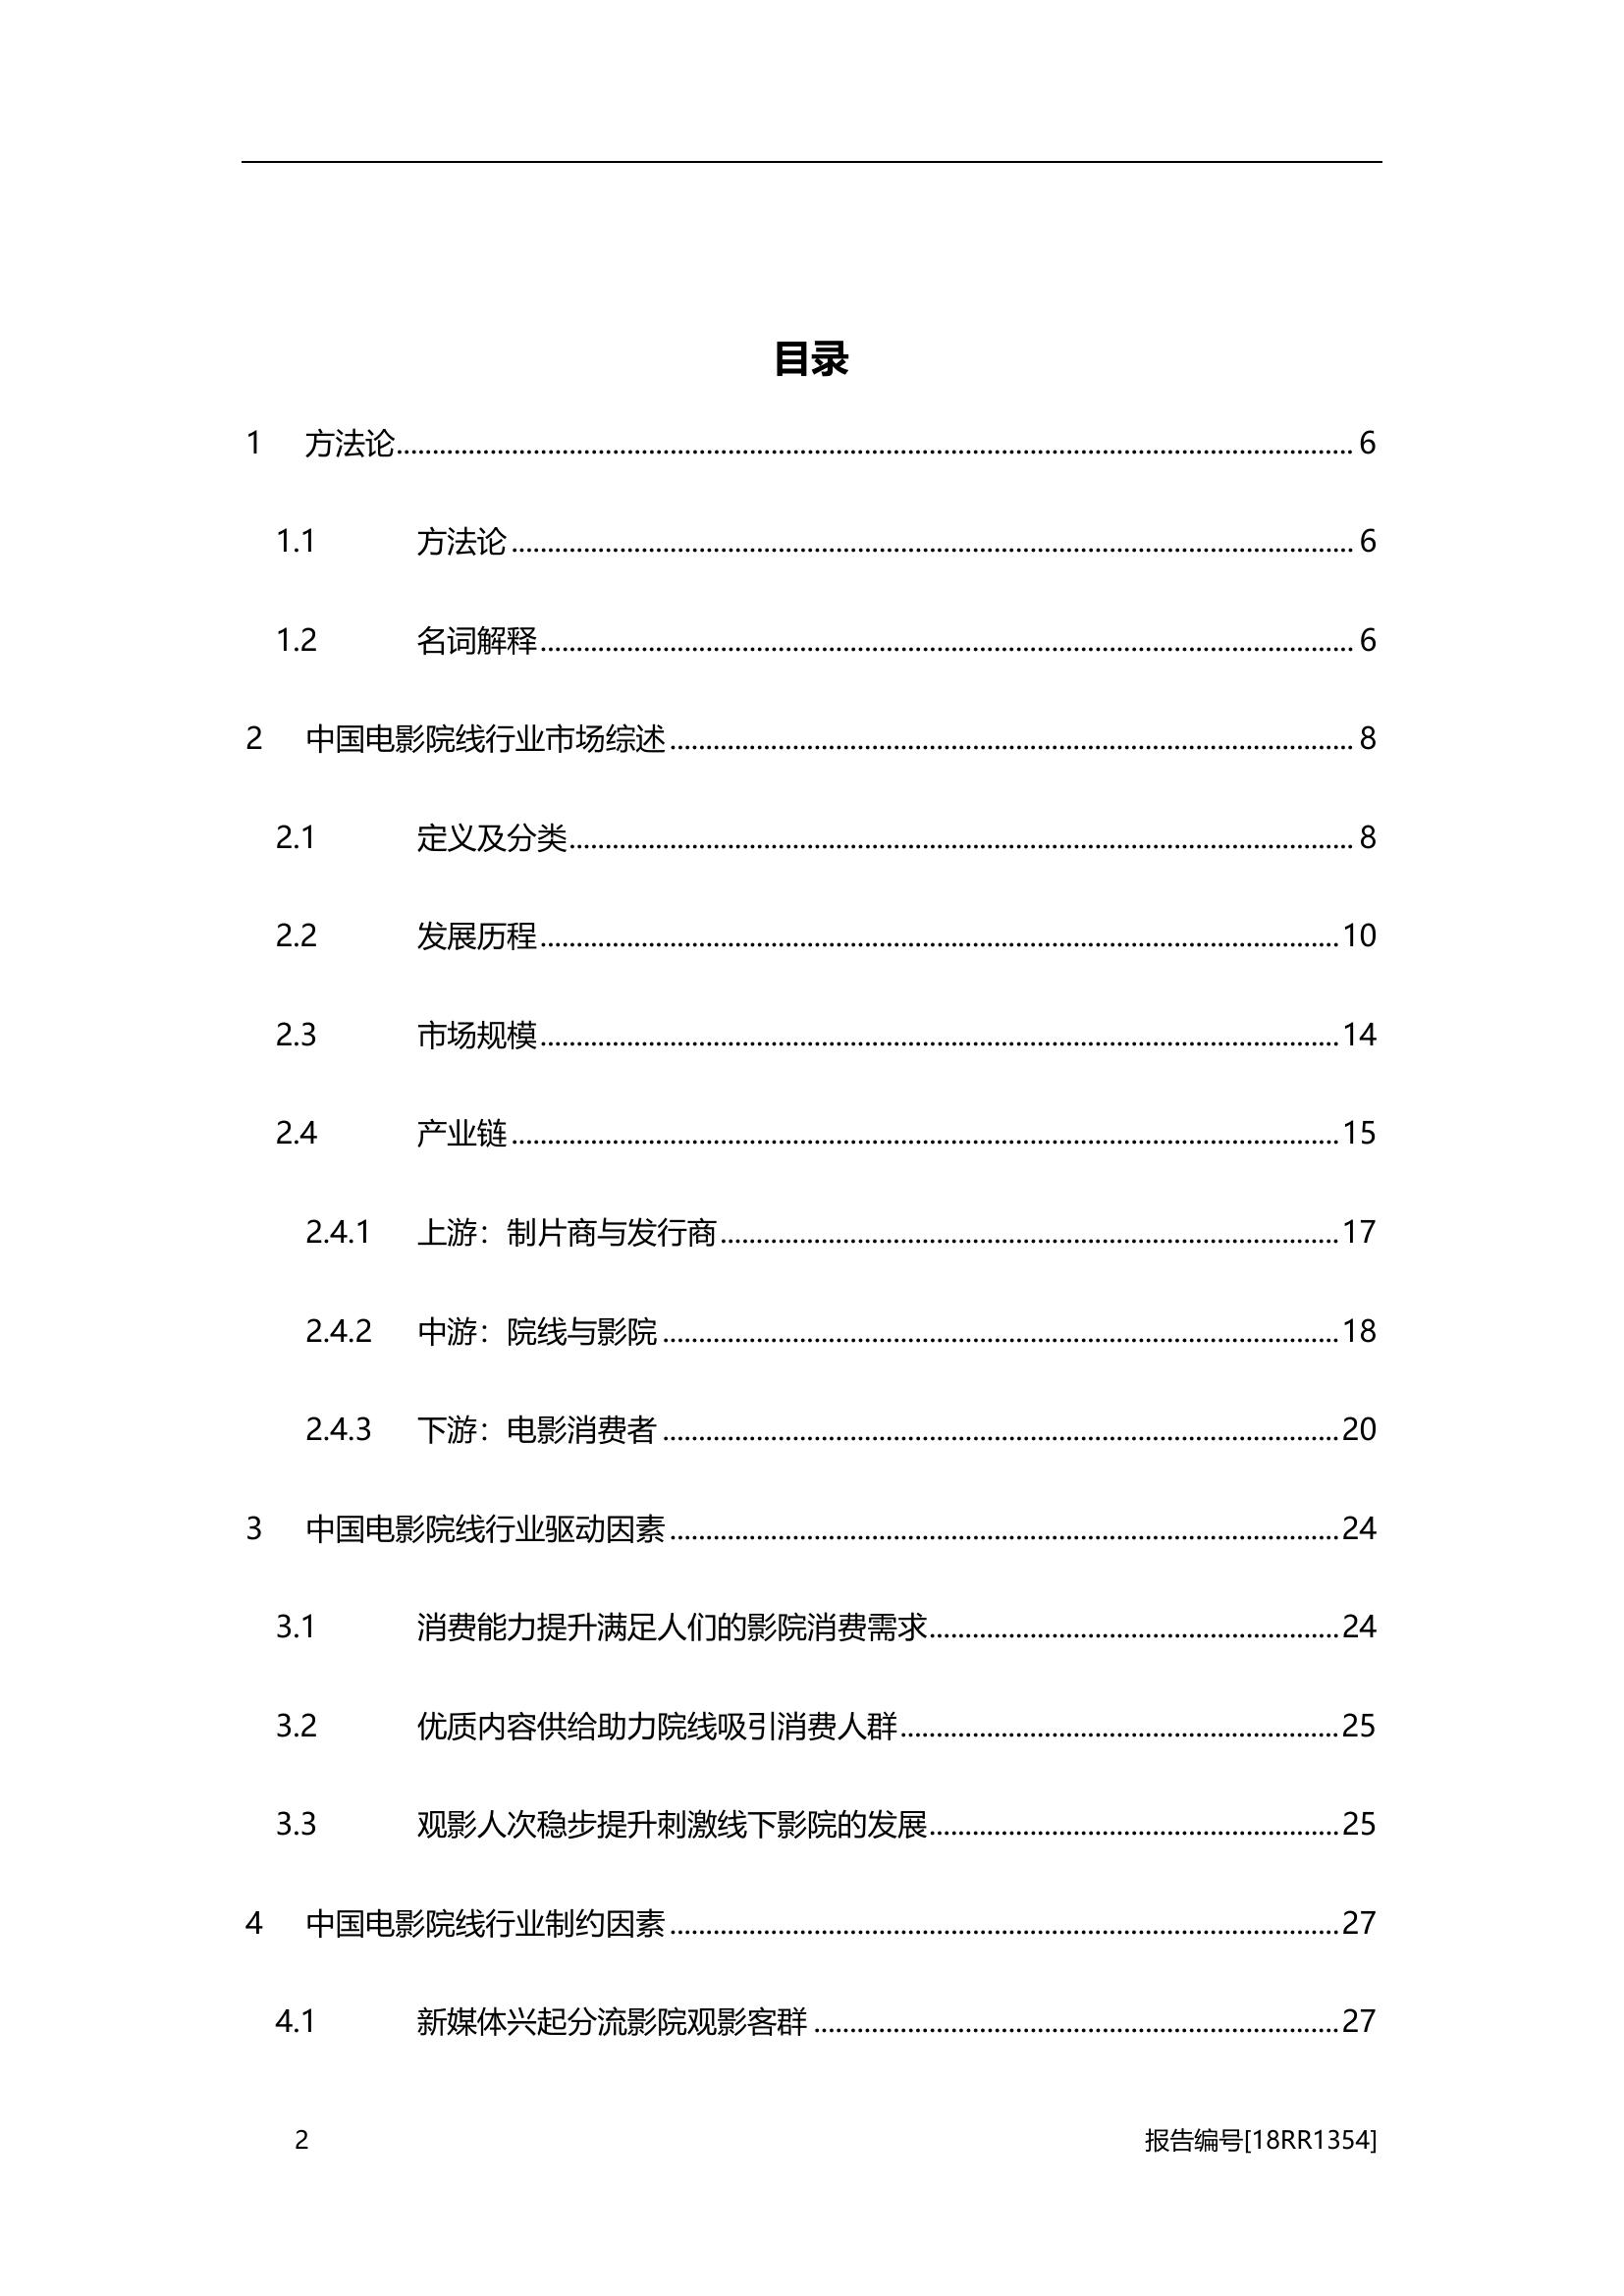 目录
1 方法论 6
1.1 方法论 6
1.2 名词解释 6
2 中国电影院线行业市场综述 8
2.1 定义及分类 8
2.2 发展历程 10
2.3 市场规模 14
2.4 产业链 15
2.4.1 上游：制片商与发行商 17
2.4.2 中游：院线与影院 18
2.4.3 下游：电影消费者 20
3 中国电影院线行业驱动因素 24
3.1 消费能力提升满足人们的影院消费需求 24
3.2 优质内容供给助力院线吸引消费人群 25
3.3 观影人次稳步提升刺激线下影院的发展 25
4 中国电影院线行业制约因素 27
4.1 新媒体兴起分流影院观影客群 27
2 报告编号[18RR1354]